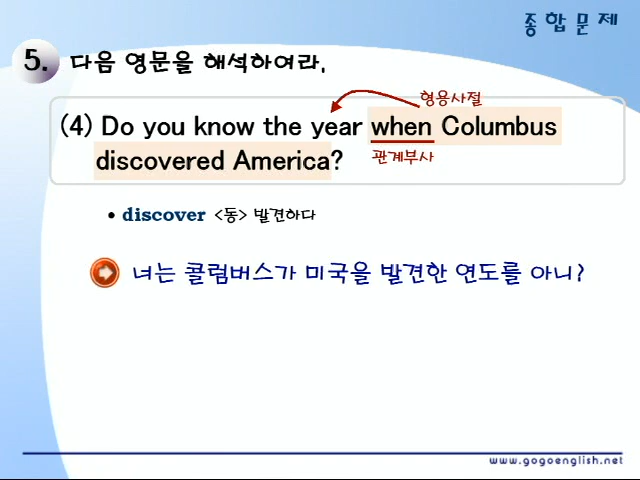 종합문제
5. 다음 영문을 해석하여라.
형용사절
(4) Do you know the year when Columbus
discovered America?
관계부사
• discover <동> 발견하다
너는 콜럼버스가 미국을 발견한 연도를 아니?
www.gogoenglish.net